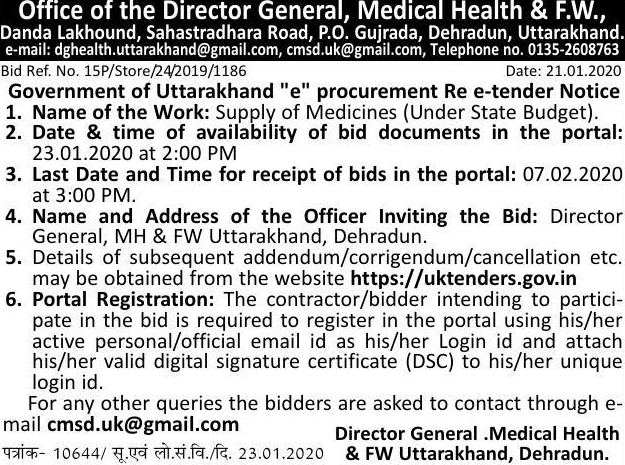 Office of the Director General, Medical Health & F.W.,
Danda Lakhound, Sahastradhara Road, P.O. Gujrada, Dehradun, Uttarakhand.
e-mail: dghealth.uttarakhand@gmail.com, cmsd.uk@gmail.com, Telephone no. 0135-2608763
Bid Ref. No. 15P/Store/24/2019/1186 Date: 21.01.2020
Government of Uttarakhand "e" procurement Re e-tender Notice
1. Name of the Work: Supply of Medicines (Under State Budget).
2. Date & time of availability of bid documents in the portal:
23.01.2020 at 2:00 PM
3. Last Date and Time for receipt of bids in the portal: 07.02.2020
at 3:00 PM.
4. Name and Address of the Officer Inviting the Bid: Director
General, MH & FW Uttarakhand, Dehradun.
5. Details of subsequent addendum/corrigendum/cancellation etc.
may be obtained from the website https://uktenders.gov.in
6. Portal Registration: The contractor/bidder intending to partici-
pate in the bid is required to register in the portal using his/her
active personal/official email id as his/her Login id and attach
his/her valid digital signature certificate (DSC) to his/her unique
login id.
For any other queries the bidders are asked to contact through e-
mail cmsd.uk@gmail.com
Director General .Medical Health
पत्रांक- 10644/ सू.एवं लो.सं.वि./दि. 23.01.2020 & FW Uttarakhand, Dehradun.